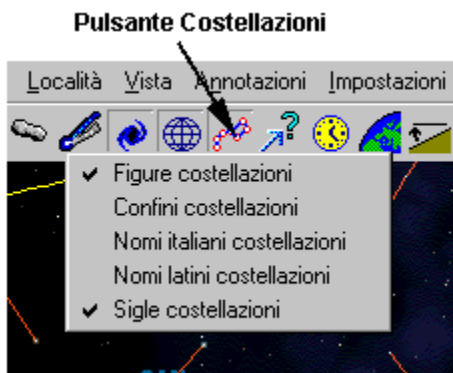 Pulsante Costellazioni
Località Vista Annotazioni Impostazioni
Figure costellazioni
Confini costellazioni
Nomi italiani costellazioni
Nomi latini costellazioni
Sigle costellazioni